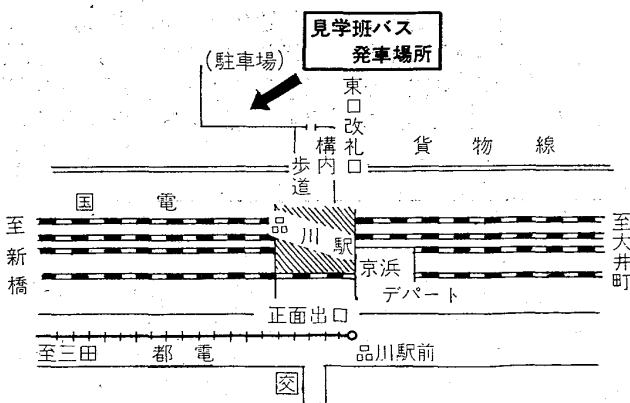 見学班バス
発車場所
(駐車場)
東口改札口
構内
歩道
貨物線
国電
至新橋
品川駅
至大井町
京浜
デパート
正面出口
至三田
都電
品川駅前
交